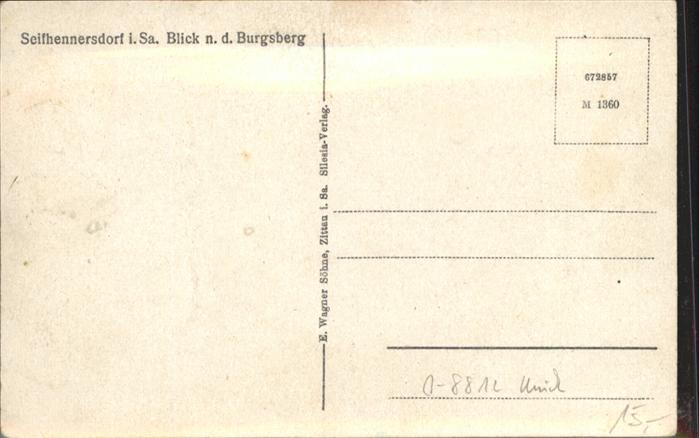 Seifhennersdorf i. Sa. Blick n. d. Burgsberg
E. Wagner Söhne, Zittau i. Sa. Silesia-Verlag.
672857
M 1360
0-8812
15,-